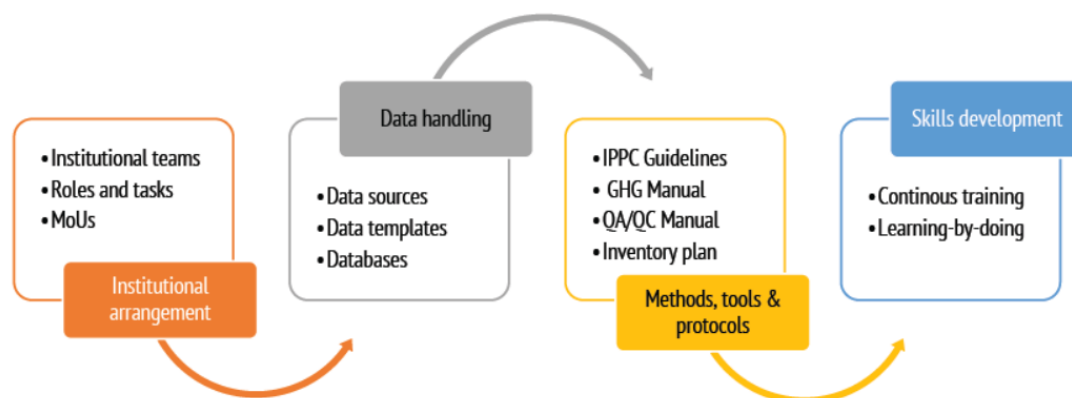 • Institutional teams
• Roles and tasks
• MoUs
Institutional
arrangement
Data handling
• Data sources
• Data templates
• Databases
• IPPC Guidelines
• GHG Manual
• QA/QC Manual
• Inventory plan
Methods, tools &
protocols
Skills development
• Continous training
• Learning-by-doing